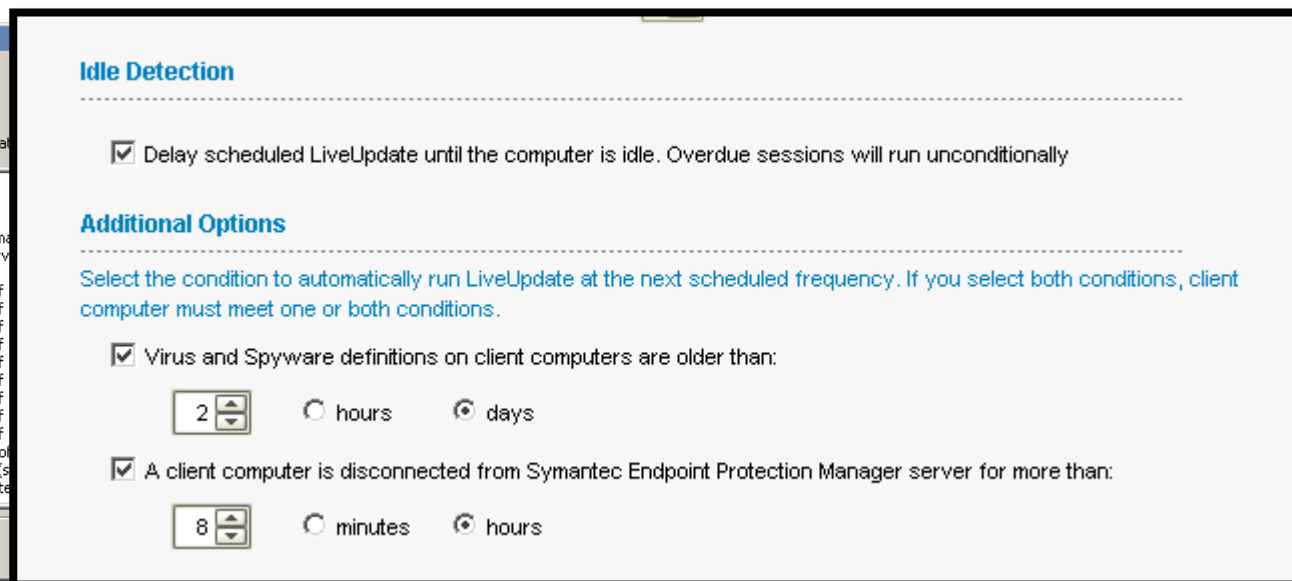 Idle Detection
Delay scheduled LiveUpdate until the computer is idle. Overdue sessions will run unconditionally
Additional Options
Select the condition to automatically run LiveUpdate at the next scheduled frequency. If you select both conditions, client
computer must meet one or both conditions.
Virus and Spyware definitions on client computers are older than:
2 hours days
A client computer is disconnected from Symantec Endpoint Protection Manager server for more than:
8 minutes hours